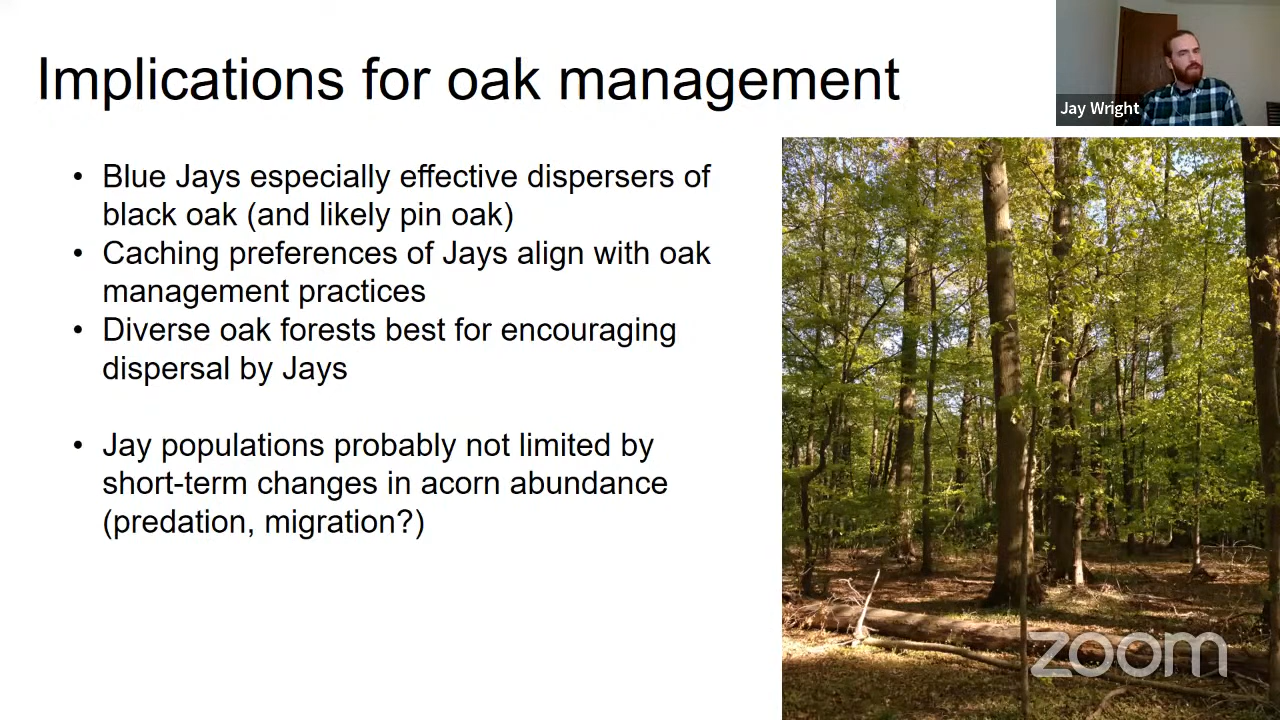 Implications for oak management
Jay Wright
• Blue Jays especially effective dispersers of
black oak (and likely pin oak)
• Caching preferences of Jays align with oak
management practices
• Diverse oak forests best for encouraging
dispersal by Jays
• Jay populations probably not limited by
short-term changes in acorn abundance
(predation, migration?)
zoom